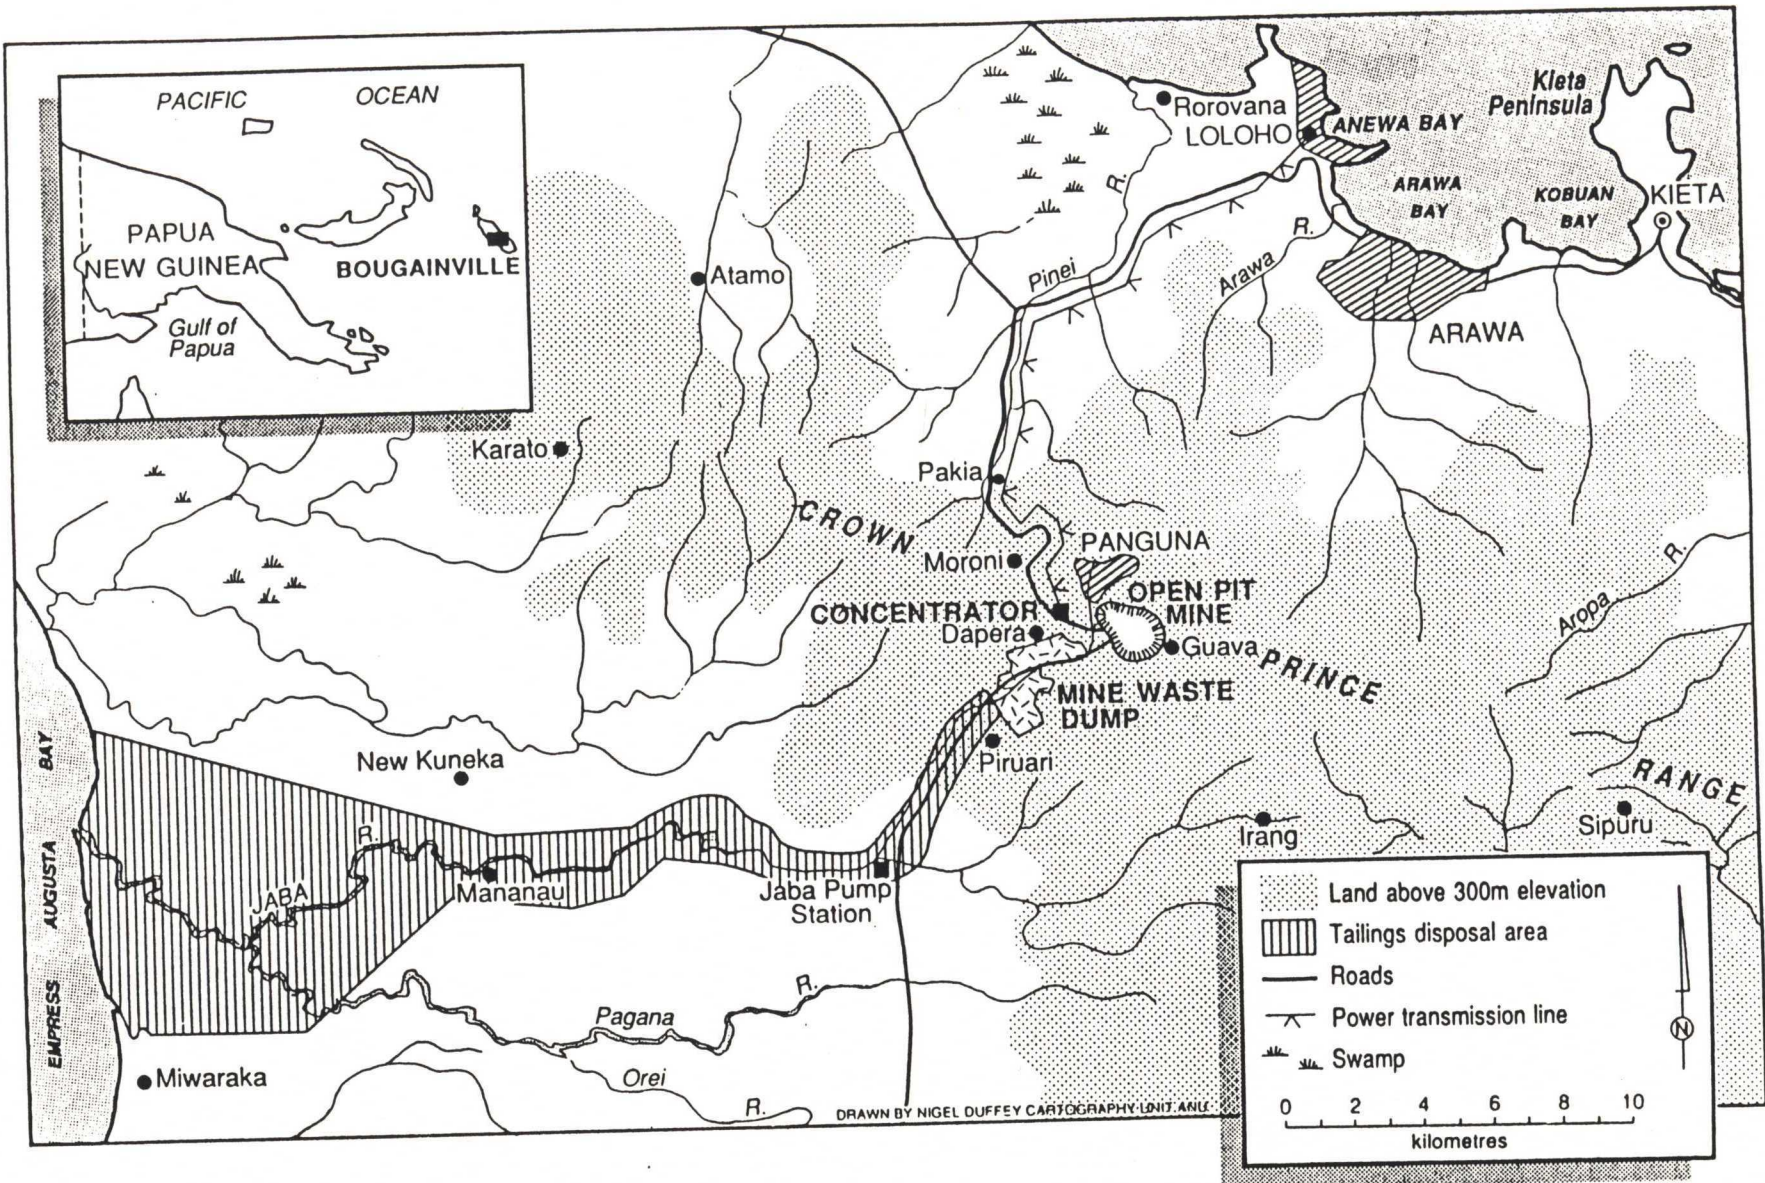 PACIFIC OCEAN
PAPUA
NEW GUINEA
BOUGAINVILLE
Gulf of
Papua
Rorovana
LOLOHO
ANEWA BAY
Kieta
Peninsula
ARAWA
BAY
KOBUAN
BAY
KIETA
R.
Pinei
Arawa
R.
ARAWA
Atamo
Karato
Pakia
CROWN
Moroni
PANGUNA
OPEN PIT
MINE
CONCENTRATOR
Dapera
Guava
PRINCE
Aropa
R.
MINE WASTE
DUMP
Piruari
RANGE
Sipuru
Irang
New Kuneka
EMPRESS AUGUSTA BAY
R.
JABA
Mananau
Jaba Pump
Station
Pagana
R.
Orei
R.
Miwaraka
DRAWN BY NIGEL DUFFEY CARTOGRAPHY UNIT ANU
Land above 300m elevation
Tailings disposal area
Roads
Power transmission line
Swamp
N
0 2 4 6 8 10
kilometres